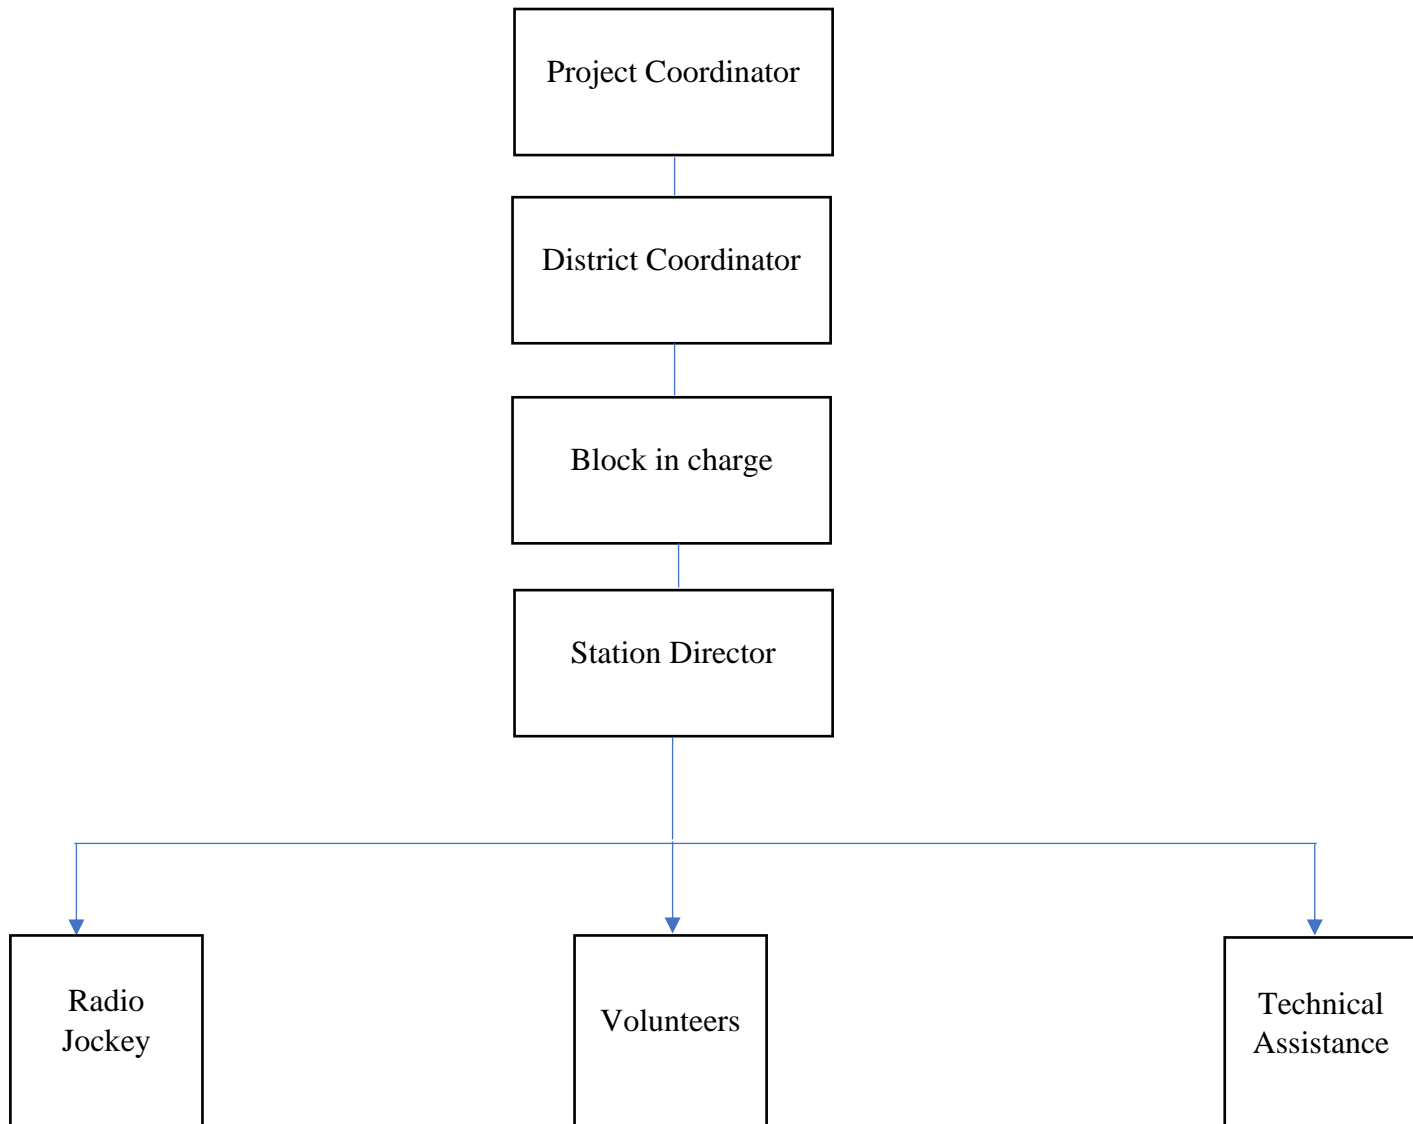 Project Coordinator
District Coordinator
Block in charge
Station Director
Radio
Jockey
Volunteers
Technical
Assistance